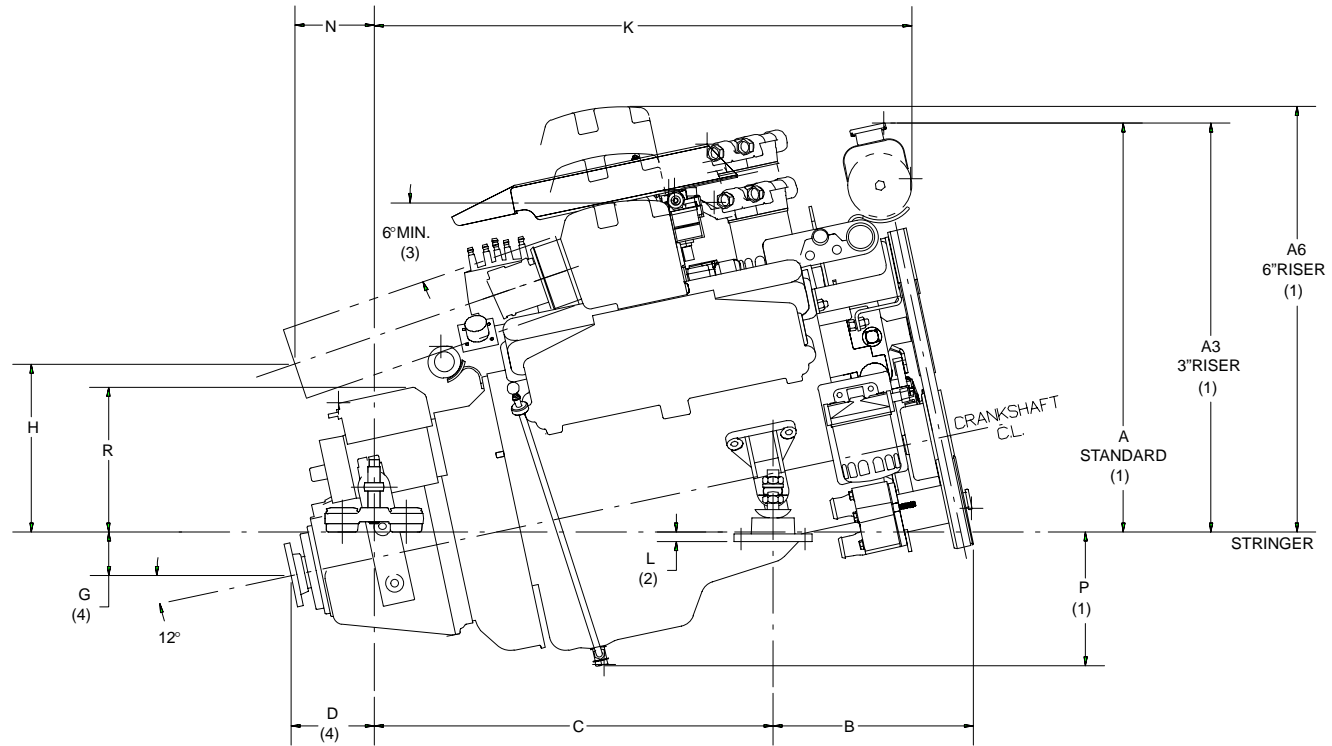 N
K
6°MIN.
(3)
A6
6"RISER
(1)
A3
3"RISER
(1)
H
R
CRANKSHAFT
C.L.
A
STANDARD
(1)
STRINGER
L
(2)
G
(4)
P
(1)
12°
D
(4)
C
B